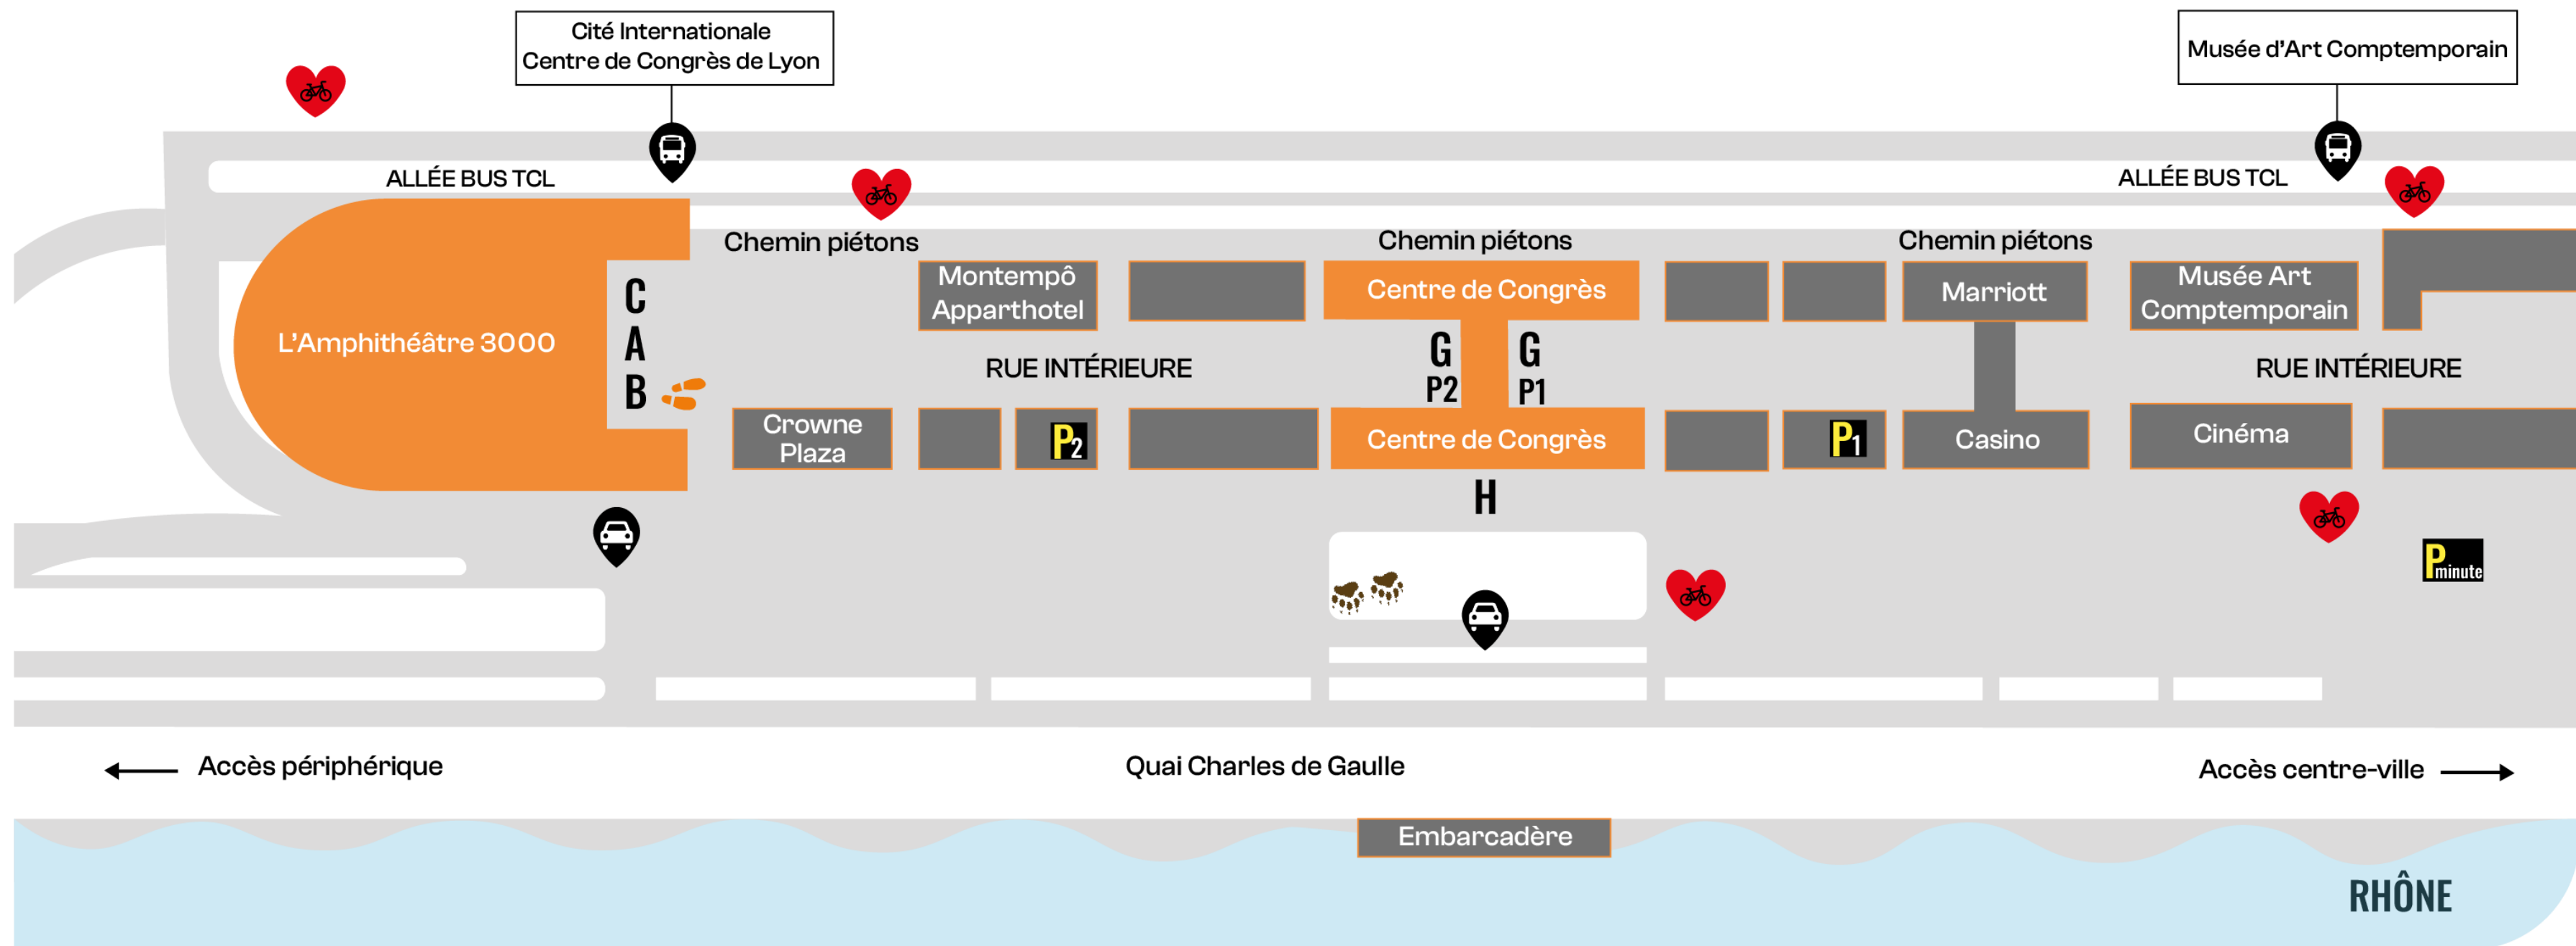 Cité Internationale
Centre de Congrès de Lyon
Musée d'Art Comptemporain
ALLÉE BUS TCL
ALLÉE BUS TCL
Chemin piétons
Chemin piétons
Chemin piétons
Montempô
Apparthotel
Centre de Congrès
Marriott
Musée Art
Comptemporain
L'Amphithéâtre 3000
C
A
B
RUE INTÉRIEURE
G
P2
G
P1
RUE INTÉRIEURE
Crowne
Plaza
P2
Centre de Congrès
P1
Casino
Cinéma
H
Pminute
Accès périphérique
Quai Charles de Gaulle
Accès centre-ville
Embarcadère
RHÔNE